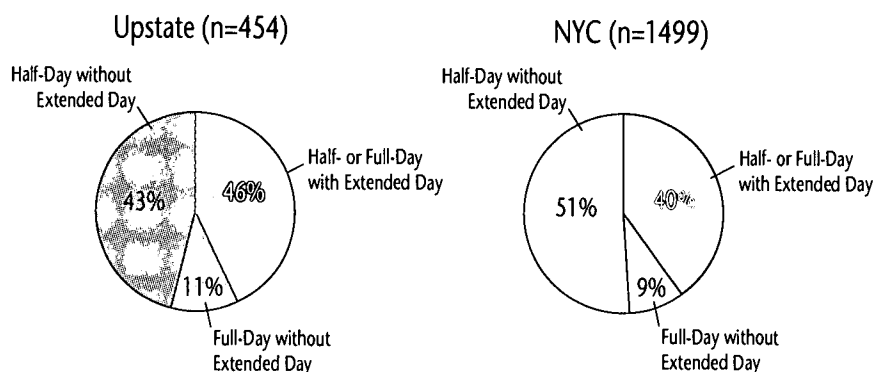 Upstate (n=454)
Half-Day without
Extended Day
43%
46%
Half- or Full-Day
with Extended Day
11%
Full-Day without
Extended Day
NYC (n=1499)
Half-Day without
Extended Day
51%
40%
Half- or Full-Day
with Extended Day
9%
Full-Day without
Extended Day